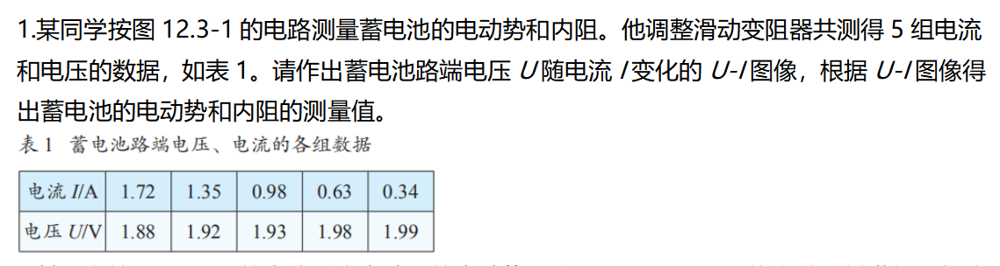 1.某同学按图 12.3-1 的电路测量蓄电池的电动势和内阻。他调整滑动变阻器共测得 5 组电流
和电压的数据，如表 1。请作出蓄电池路端电压 U 随电流 I 变化的 U-I 图像，根据 U-I 图像得
出蓄电池的电动势和内阻的测量值。
表 1 蓄电池路端电压、电流的各组数据
电流 I/A 1.72 1.35 0.98 0.63 0.34
电压 U/V 1.88 1.92 1.93 1.98 1.99